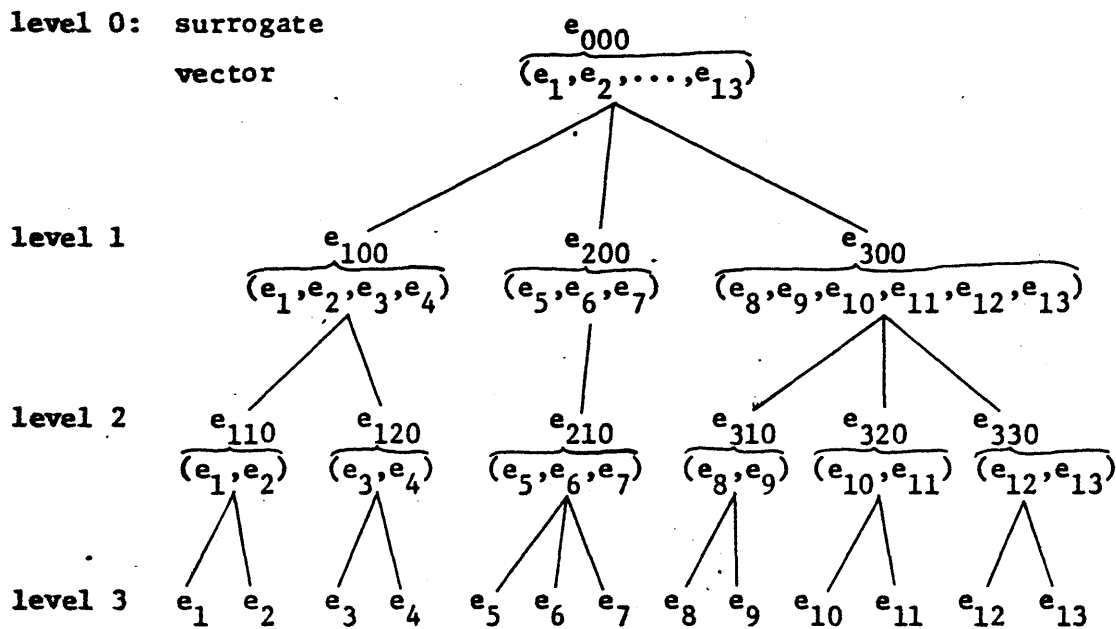 level 0: surrogate e₀₀₀
vector (e₁,e₂,...,e₁₃)
level 1 e₁₀₀ e₂₀₀ e₃₀₀
(e₁,e₂,e₃,e₄) (e₅,e₆,e₇) (e₈,e₉,e₁₀,e₁₁,e₁₂,e₁₃)
level 2 e₁₁₀ e₁₂₀ e₂₁₀ e₃₁₀ e₃₂₀ e₃₃₀
(e₁,e₂) (e₃,e₄) (e₅,e₆,e₇) (e₈,e₉) (e₁₀,e₁₁) (e₁₂,e₁₃)
level 3 e₁ e₂ e₃ e₄ e₅ e₆ e₇ e₈ e₉ e₁₀ e₁₁ e₁₂ e₁₃